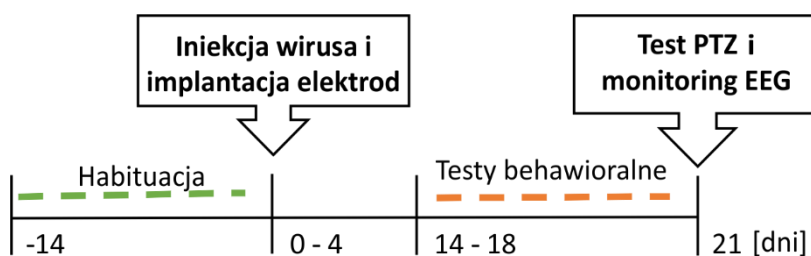 Iniekcja wirusa i
implantacja elektrod
Test PTZ i
monitoring EEG
Habituacja
Testy behawioralne
-14
0 - 4
14 - 18
21 [dni]